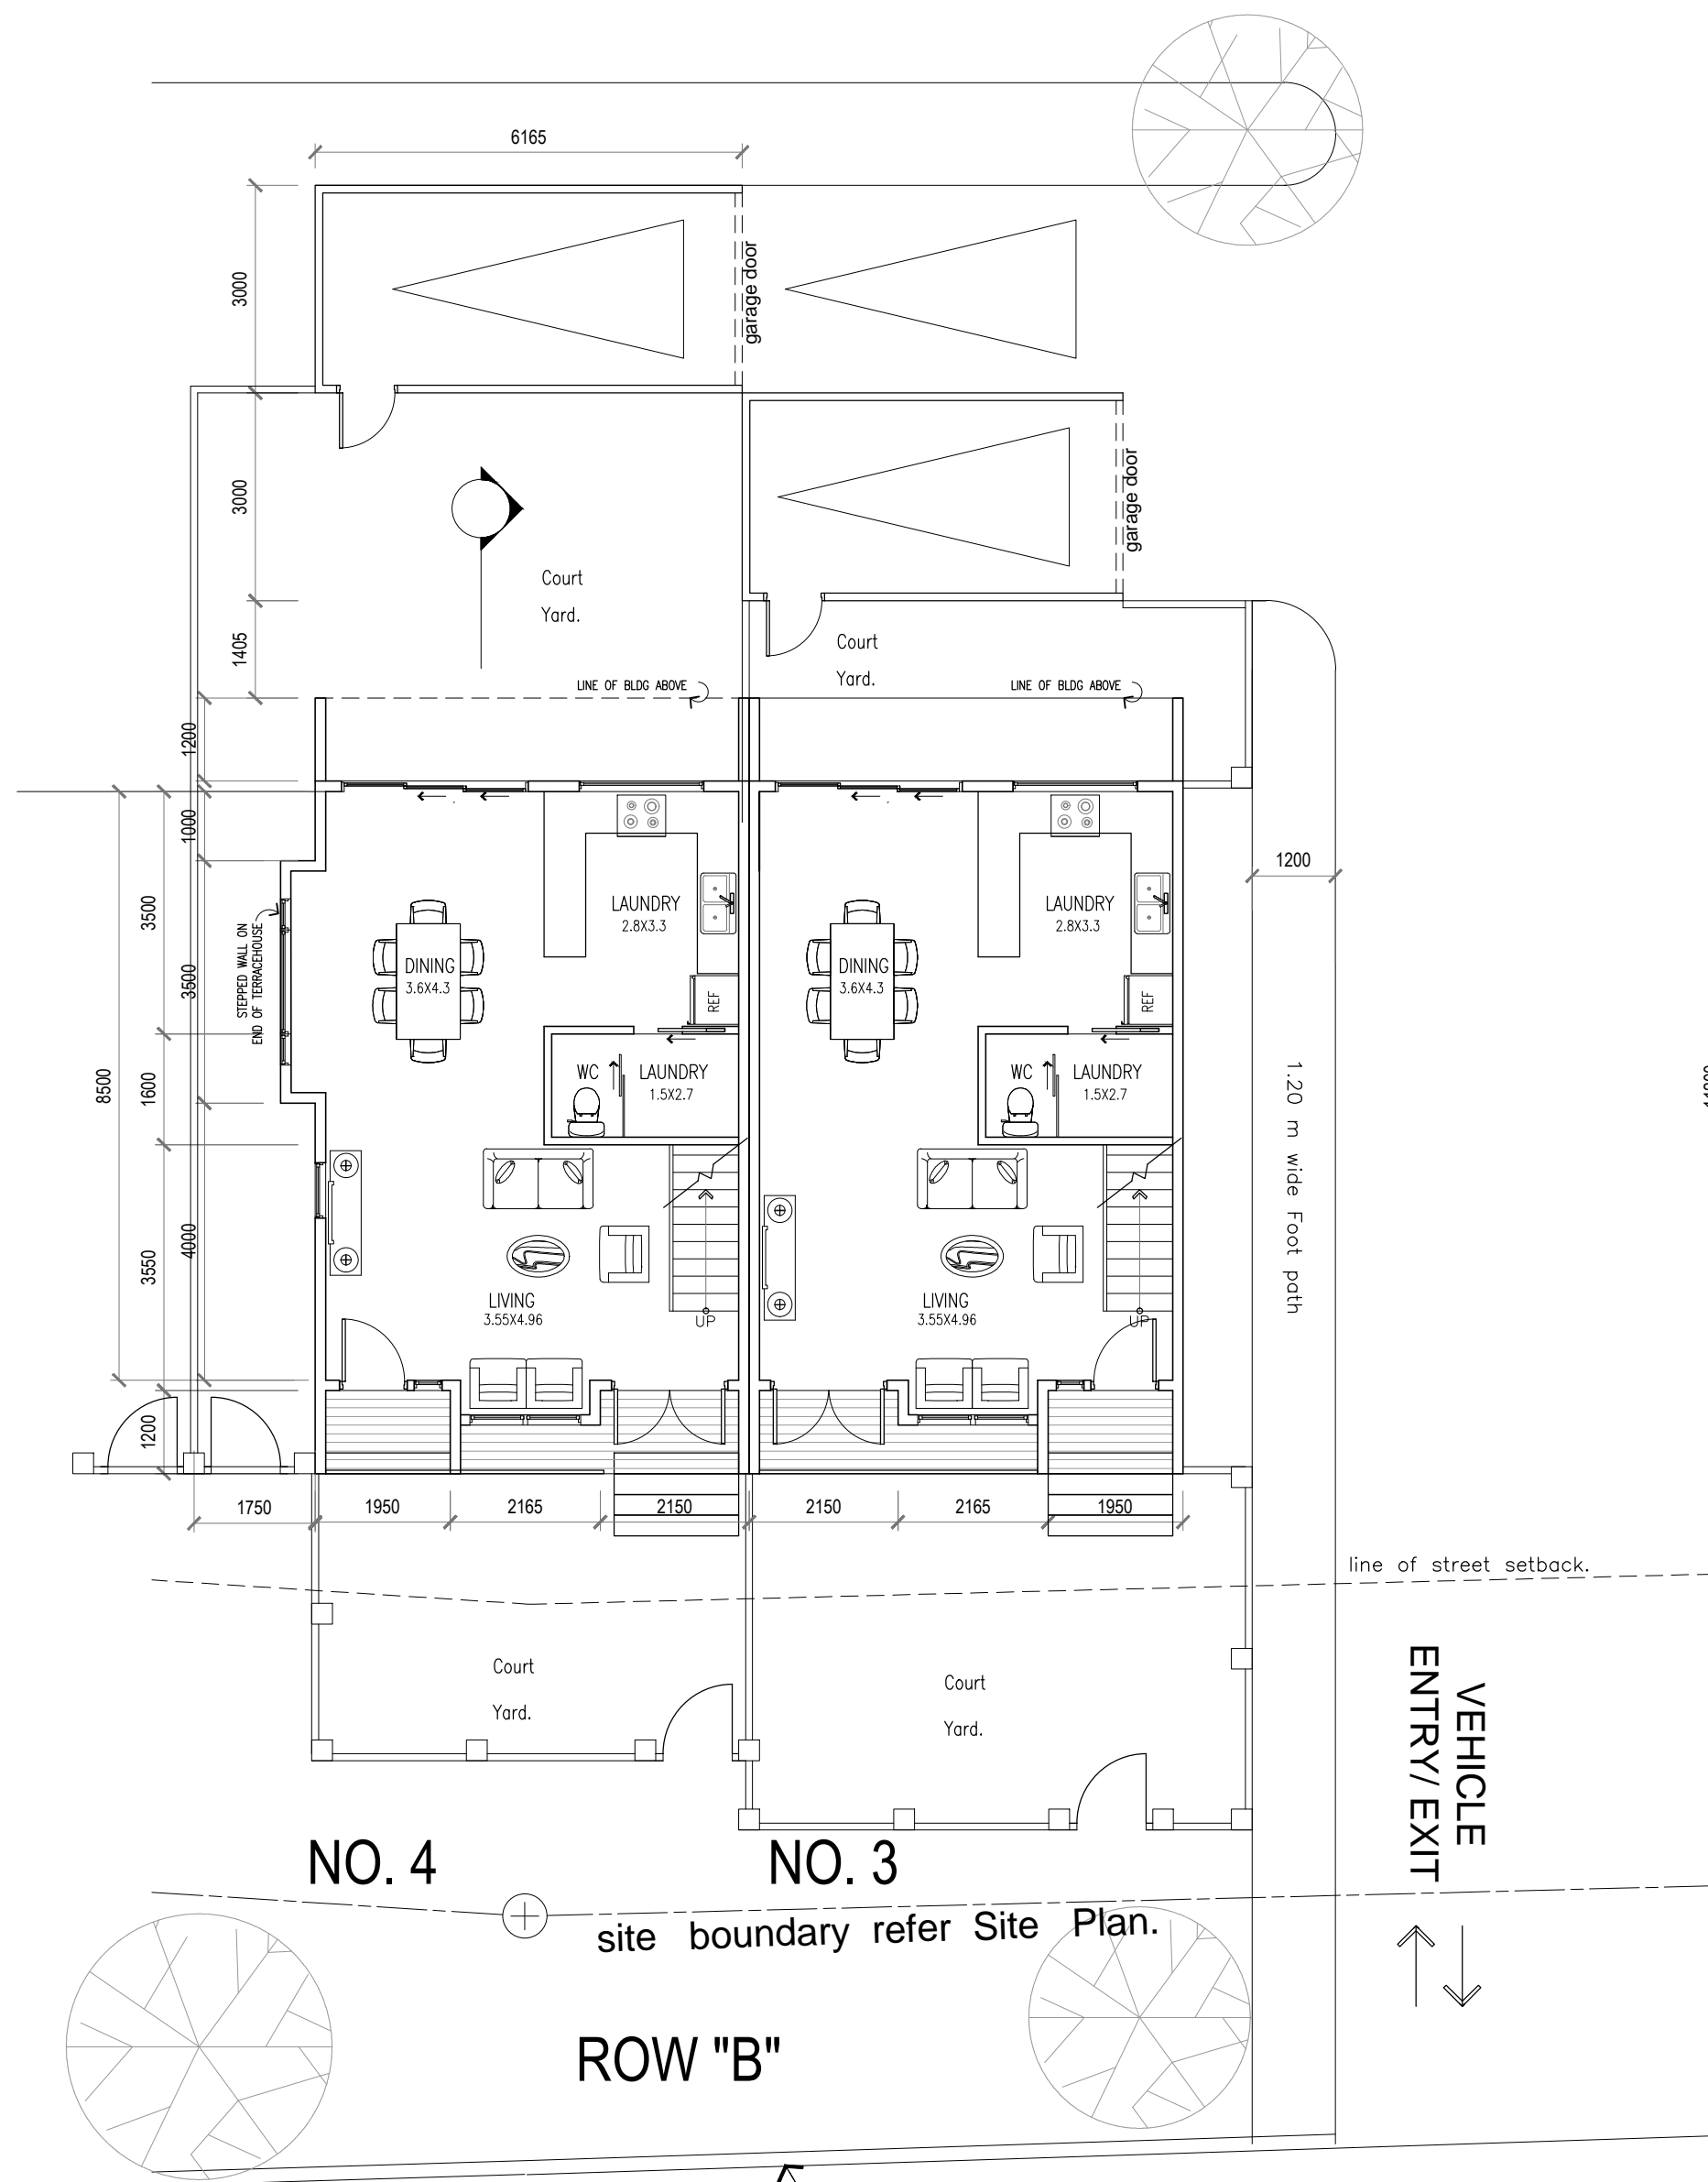 6165
3000
garage door
3000
garage door
Court
Yard.
1405
Court
Yard.
LINE OF BLDG ABOVE
LINE OF BLDG ABOVE
1200
1000
1200
3500
STEPPED WALL ON
END OF TERRACEHOUSE
3500
LAUNDRY
2.8X3.3
LAUNDRY
2.8X3.3
DINING
3.6X4.3
DINING
3.6X4.3
REF
REF
8500
1600
WC
LAUNDRY
1.5X2.7
WC
LAUNDRY
1.5X2.7
1.20 m wide Foot path
4000
3550
LIVING
3.55X4.96
UP
LIVING
3.55X4.96
UP
1200
1750
1950
2165
2150
2150
2165
1950
line of street setback.
Court
Yard.
Court
Yard.
VEHICLE
ENTRY/ EXIT
NO. 4
NO. 3
site boundary refer Site Plan.
ROW "B"